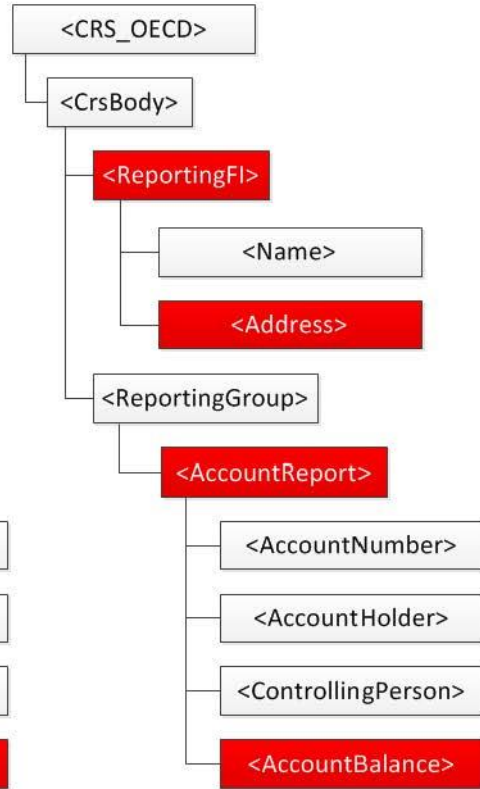 <CRS_OECD>
<CrsBody>
<ReportingFI>
<Name>
<Address>
<ReportingGroup>
<AccountReport>
<AccountNumber>
<AccountHolder>
<ControllingPerson>
<AccountBalance>